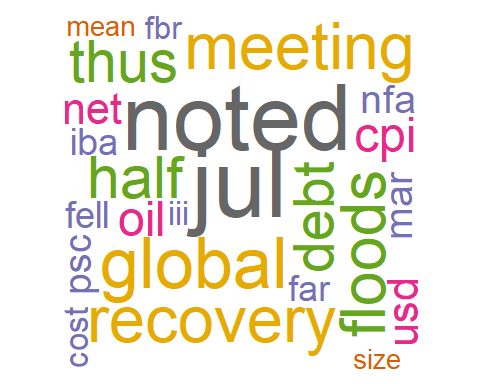 mean fbr
thus meeting
net noted nfa
iba cpi
half jul debt floods mar
fell oil iii
psc global far usd
cost recovery
size